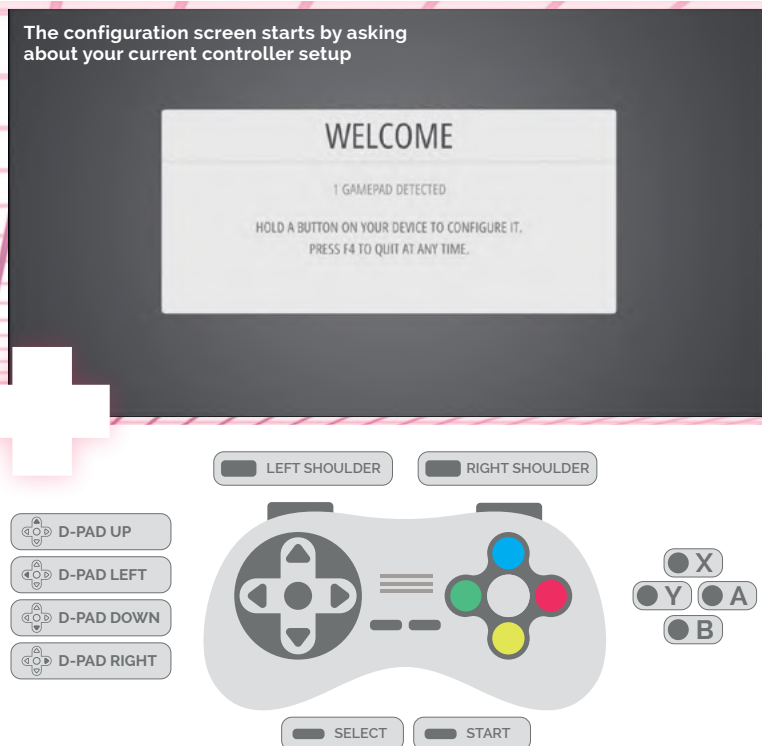 The configuration screen starts by asking
about your current controller setup
WELCOME
1 GAMEPAD DETECTED
HOLD A BUTTON ON YOUR DEVICE TO CONFIGURE IT.
PRESS F4 TO QUIT AT ANY TIME.
LEFT SHOULDER
RIGHT SHOULDER
D-PAD UP
D-PAD LEFT
D-PAD DOWN
D-PAD RIGHT
X
Y
A
B
SELECT
START